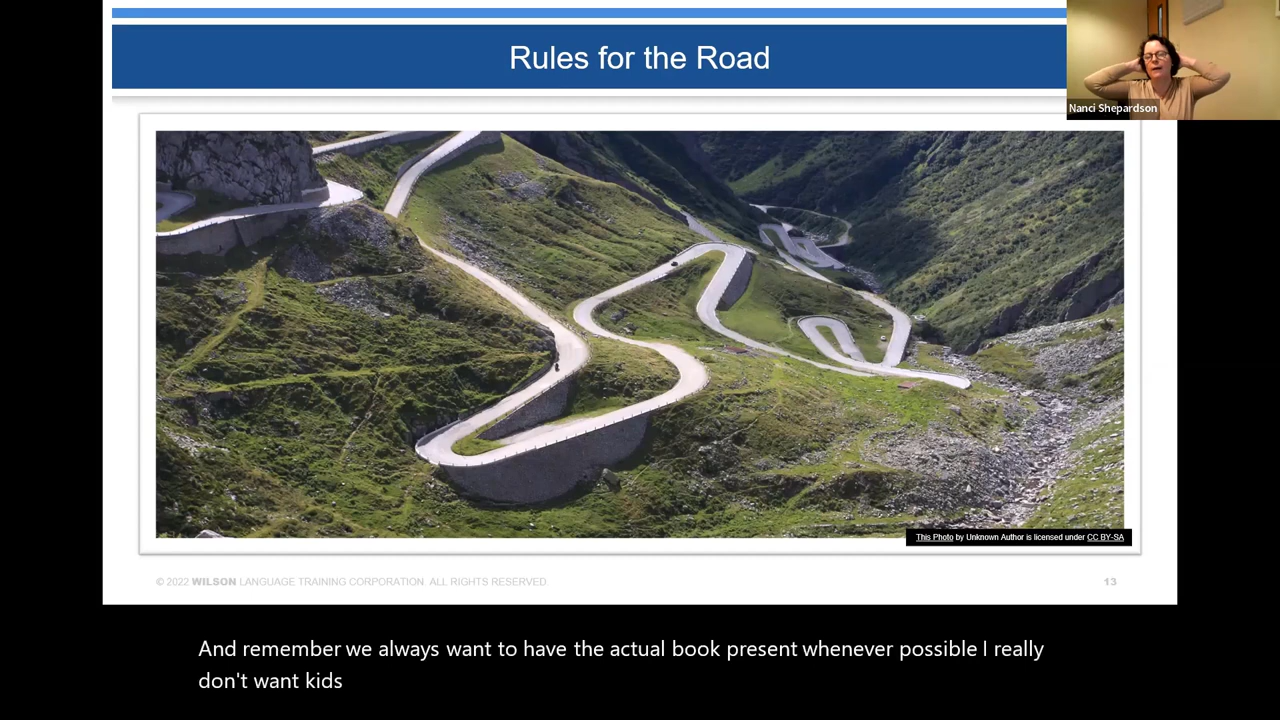 Rules for the Road
Nanci Shepardson
This Photo by Unknown Author is licensed under CC BY-SA
© 2022 WILSON LANGUAGE TRAINING CORPORATION. ALL RIGHTS RESERVED.
13
And remember we always want to have the actual book present whenever possible I really
don't want kids